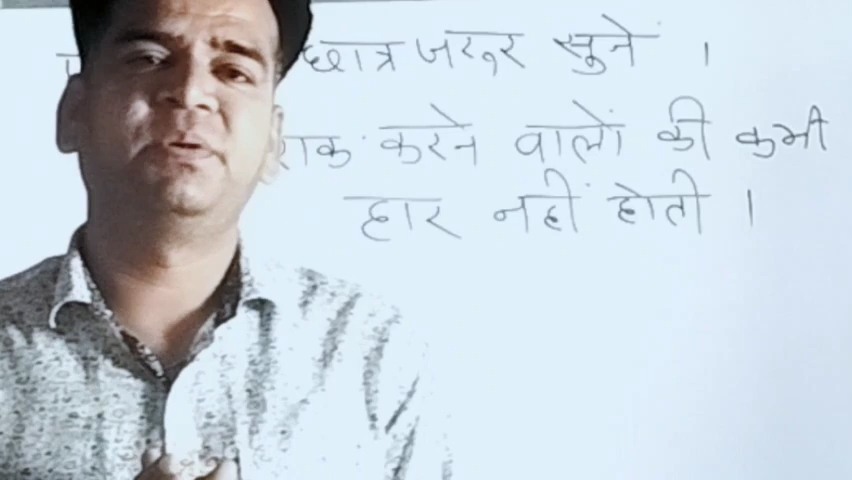 छात्र जरूर सुनें ।
करने वालों की कभी
हार नहीं होती ।